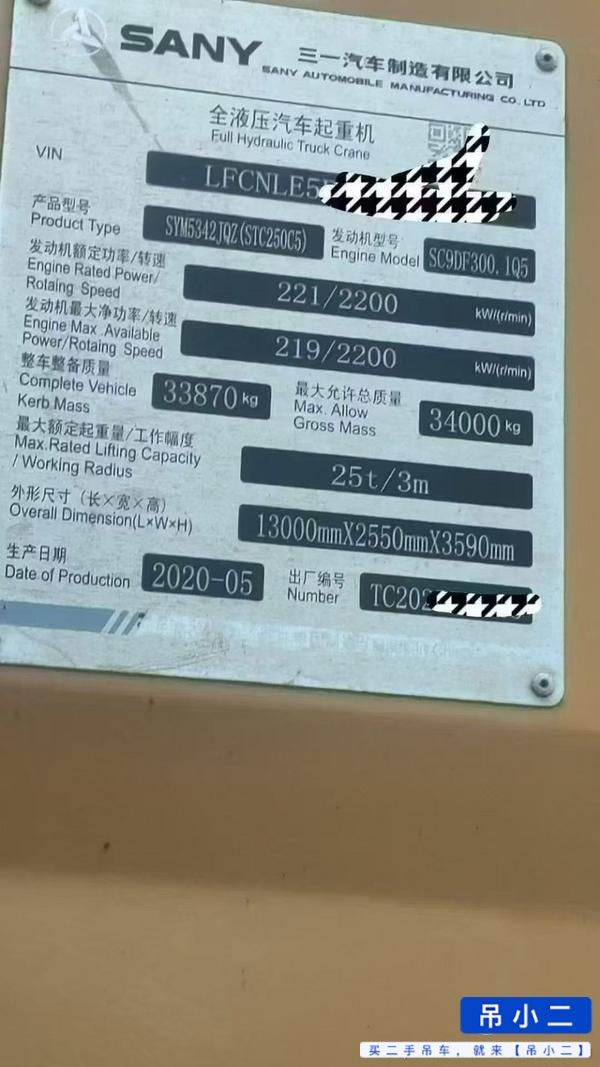 SANY 三一汽车制造有限公司
SANY AUTOMOBILE MANUFACTURING CO.,LTD
全液压汽车起重机
Full Hydraulic Truck Crane
VIN LFCNLE5
产品型号
Product Type SYM5342JQZ(STC250C5) 发动机型号 Engine Model SC9DF300.1Q5
发动机额定功率/转速
Engine Rated Power/
Rotaing Speed 221/2200 kW/(r/min)
发动机最大净功率/转速
Engine Max .Available
Power/Rotaing Speed 219/2200 kW/(r/min)
整车整备质量
Complete Vehicle
Kerb Mass 33870 kg
最大允许总质量
Max. Allow
Gross Mass 34000 kg
最大额定起重量/工作幅度
Max.Rated Lifting Capacity
/ Working Radius 25t/3m
外形尺寸（长×宽×高）
Overall Dimension(L×W×H) 13000mmX2550mmX3590mm
生产日期
Date of Production 2020-05
出厂编号
Number TC202
吊小二
买二手吊车，就来【吊小二】